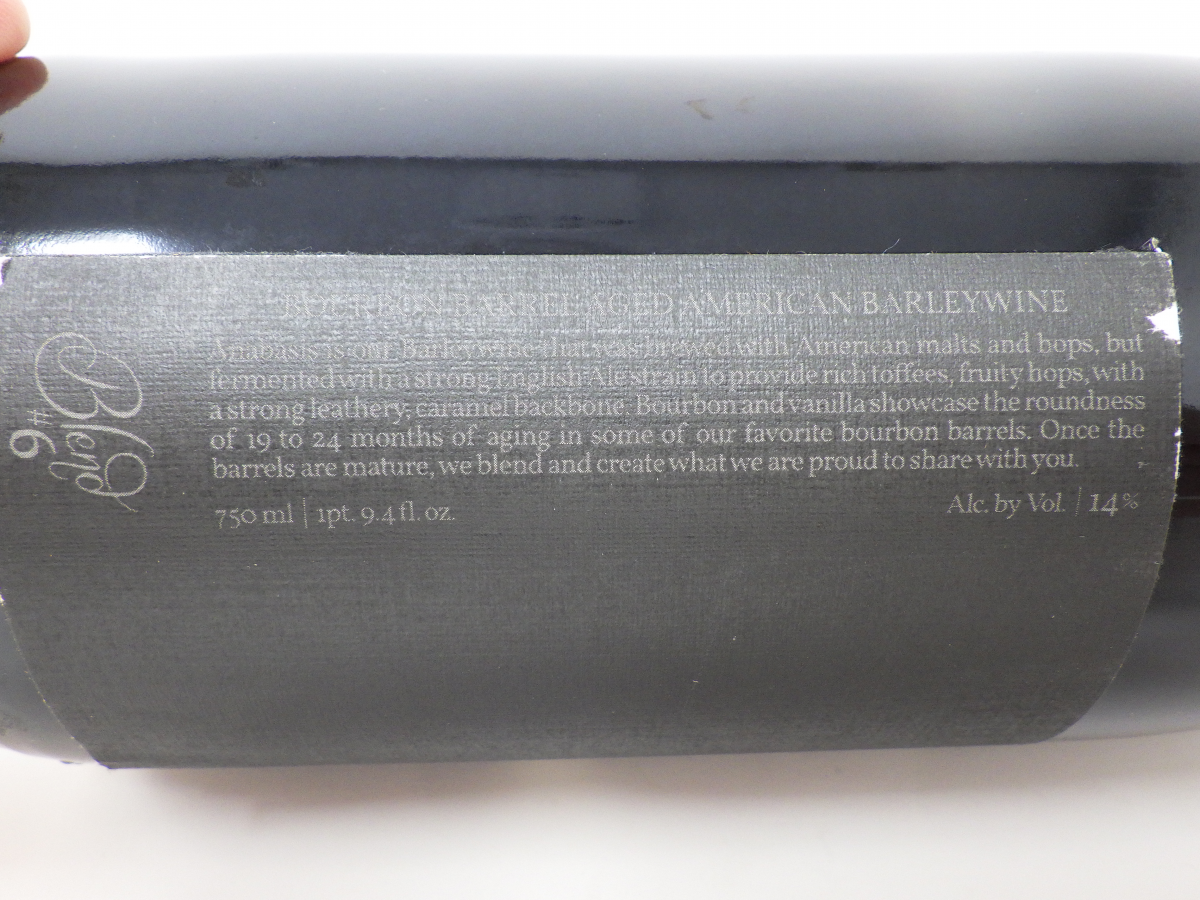 BOURBON BARREL AGED AMERICAN BARLEYWINE
Anabasis is our Barleywine that was brewed with American malts and hops, but
fermented with a strong English Ale strain to provide rich toffees, fruity hops, with
a strong leathery, caramel backbone. Bourbon and vanilla showcase the roundness
of 19 to 24 months of aging in some of our favorite bourbon barrels. Once the
barrels are mature, we blend and create what we are proud to share with you.
750 ml | 1pt. 9.4 fl. oz.
Alc. by Vol. | 14%
Blend
#6